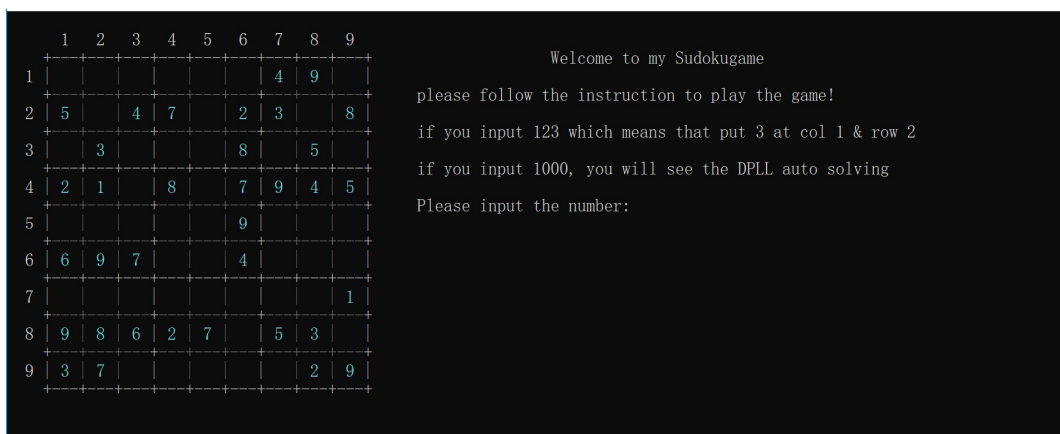 1 2 3 4 5 6 7 8 9
1 4 9
2 5 4 7 2 3 8
3 3 8 5
4 2 1 8 7 9 4 5
5 9
6 6 9 7 4
7 1
8 9 8 6 2 7 5 3
9 3 7 2 9
Welcome to my Sudokugame
please follow the instruction to play the game!
if you input 123 which means that put 3 at col 1 & row 2
if you input 1000, you will see the DPLL auto solving
Please input the number: